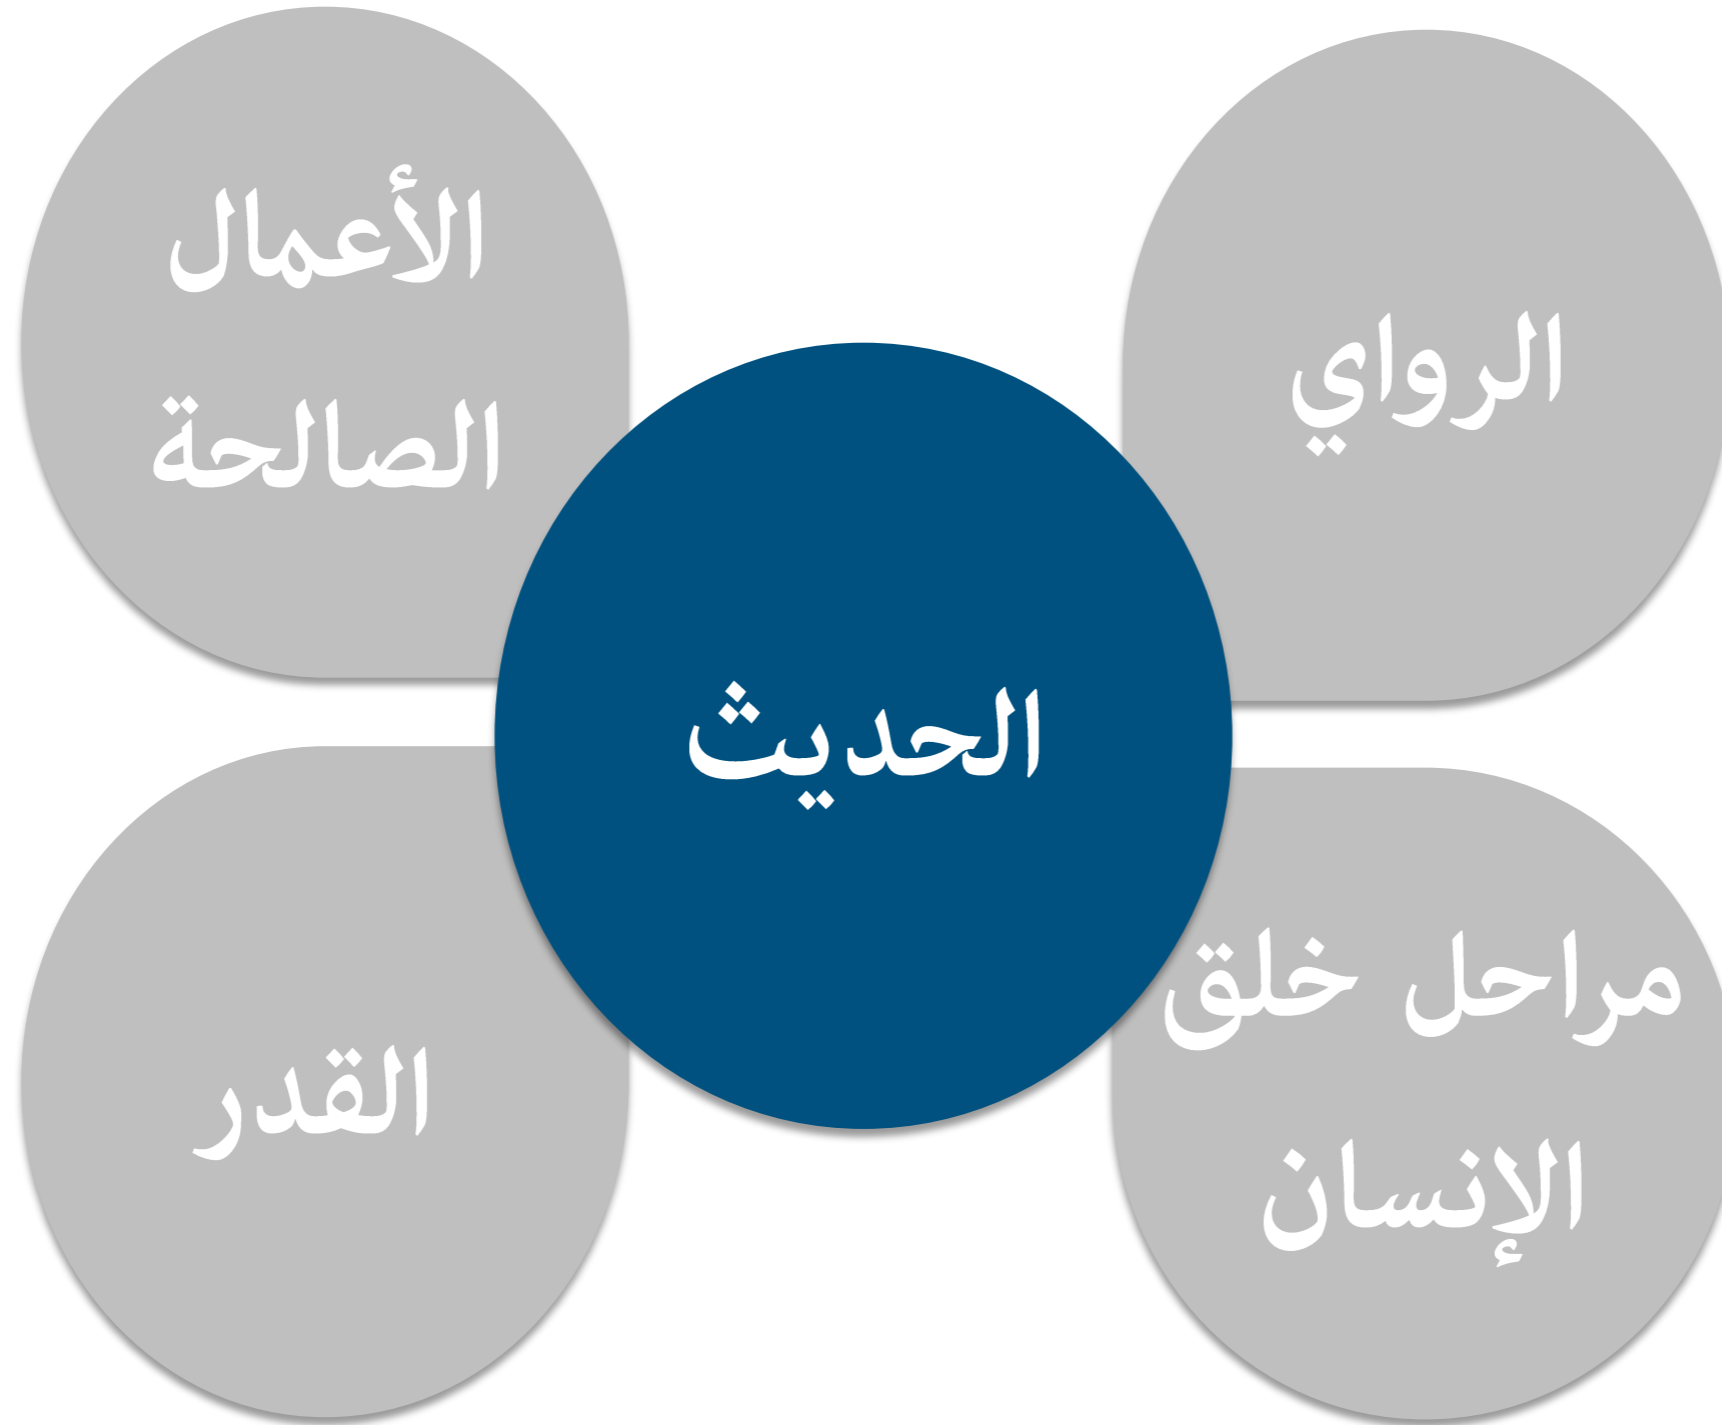 الرواي
الأعمال
الصالحة
الحديث
مراحل خلق
الإنسان
القدر